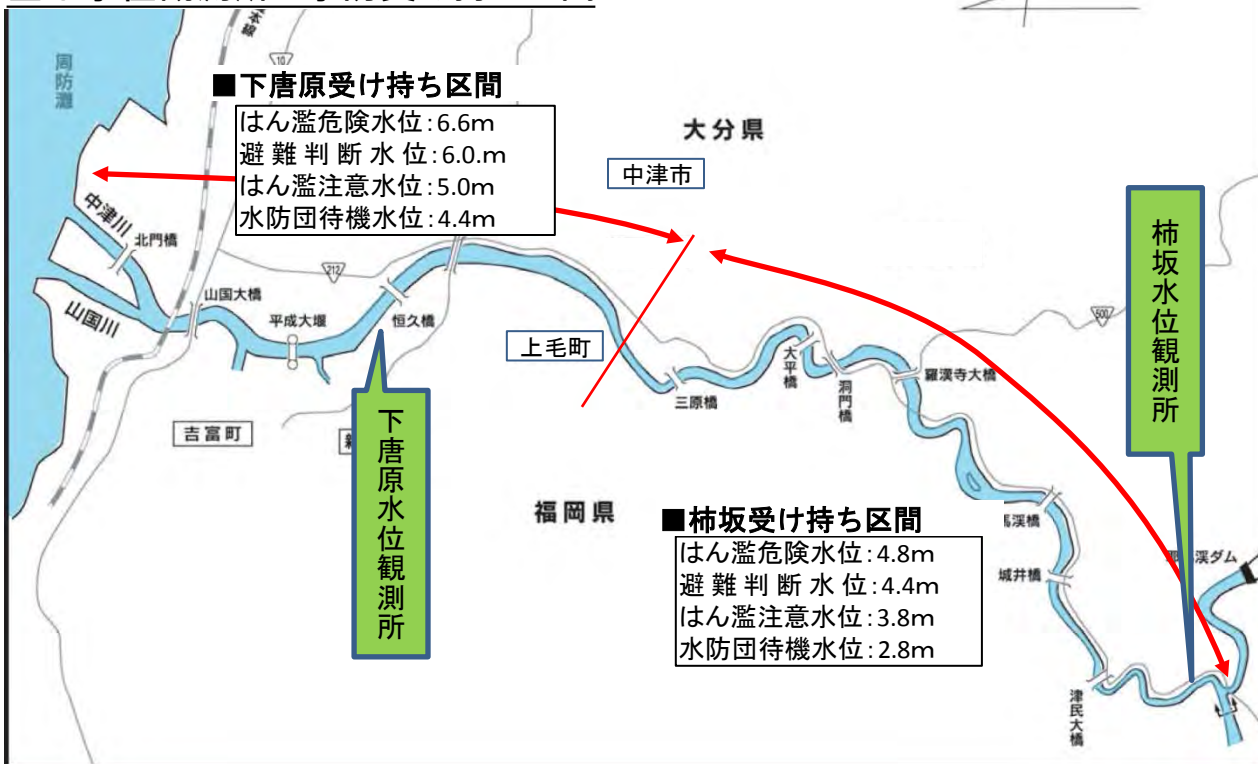 周防灘
10
■下唐原受け持ち区間
はん濫危険水位:6.6m
避難判断水位:6.0.m
はん濫注意水位:5.0m
水防団待機水位:4.4m
大分県
中津市
中津川
北門橋
山国川
山国大橋
212
平成大堰
恒久橋
上毛町
三原橋
大平橋
洞門橋
羅漢寺大橋
500
柿坂水位観測所
吉富町
下唐原水位観測所
福岡県
■柿坂受け持ち区間
はん濫危険水位:4.8m
避難判断水位:4.4m
はん濫注意水位:3.8m
水防団待機水位:2.8m
渓橋
城井橋
渓ダム
津民大橋